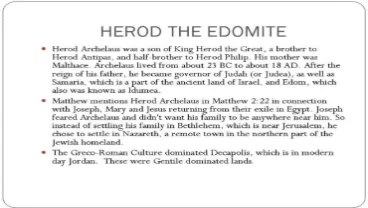 HEROD THE EDOMITE
• Herod Archelaus was a son of King Herod the Great, a brother to
Herod Antipas, and half-brother to Herod Philip. His mother was
Malthace. Archelaus lived from about 23 BC to about 18 AD. After the
reign of his father, he became governor of Judah (or Judea), as well as
Samaria, which is a part of the ancient land of Israel, and Edom, which
also was known as Idumea.
• Matthew mentions Herod Archelaus in Matthew 2:22 in connection
with Joseph, Mary and Jesus returning from their exile in Egypt. Joseph
feared Archelaus and didn't want his family to be anywhere near him. So
instead of settling his family in Bethlehem, which is near Jerusalem, he
chose to settle in Nazareth, a remote town in the northern part of the
Jewish homeland.
• The Greco-Roman Culture dominated Decapolis, which is in modern
day Jordan. These were Gentile dominated lands.